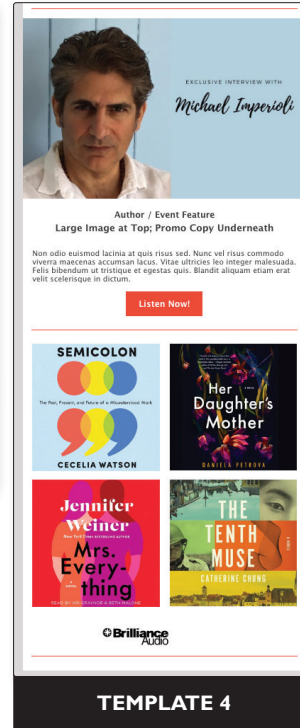 EXCLUSIVE INTERVIEW WITH
Michael Imperioli
Author / Event Feature
Large Image at Top; Promo Copy Underneath
Non odio euismod lacinia at quis risus sed. Nunc vel risus commodo
viverra maecenas accumsan lacus. Vitae ultricies leo integer malesuada.
Felis bibendum ut tristique et egestas quis. Blandit aliquam etiam erat
velit scelerisque in dictum.
Listen Now!
SEMICOLON
The Past, Present, and Future of a Misunderstood Mark
CECELIA WATSON
Her
Daughter's
Mother
DANIELA PETROVA
Jennifer
Weiner
Mrs.
Every-
thing
THE
TENTH
MUSE
CATHERINE CHUNG
Brilliance
Audio
TEMPLATE 4